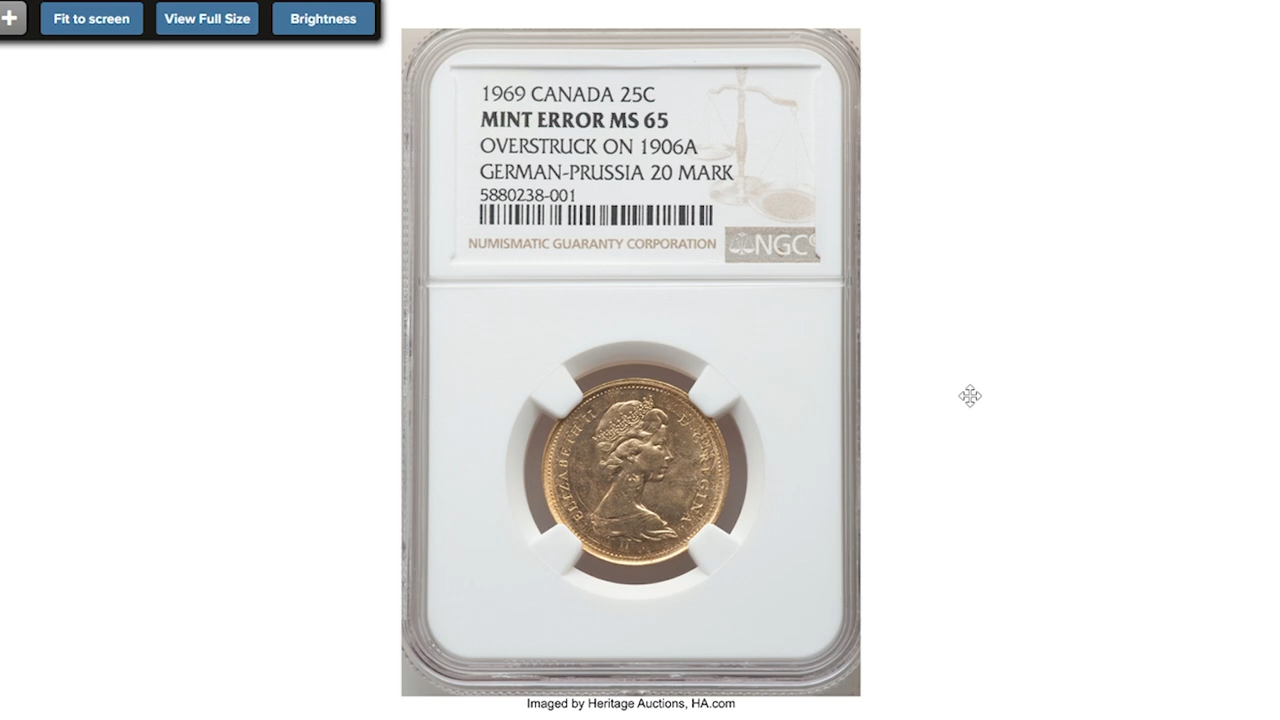 Fit to screen
View Full Size
Brightness
1969 CANADA 25C
MINT ERROR MS 65
OVERSTRUCK ON 1906A
GERMAN-PRUSSIA 20 MARK
5880238-001
NUMISMATIC GUARANTY CORPORATION
NGC
ELIZABETH II
REGINA
Imaged by Heritage Auctions, HA.com